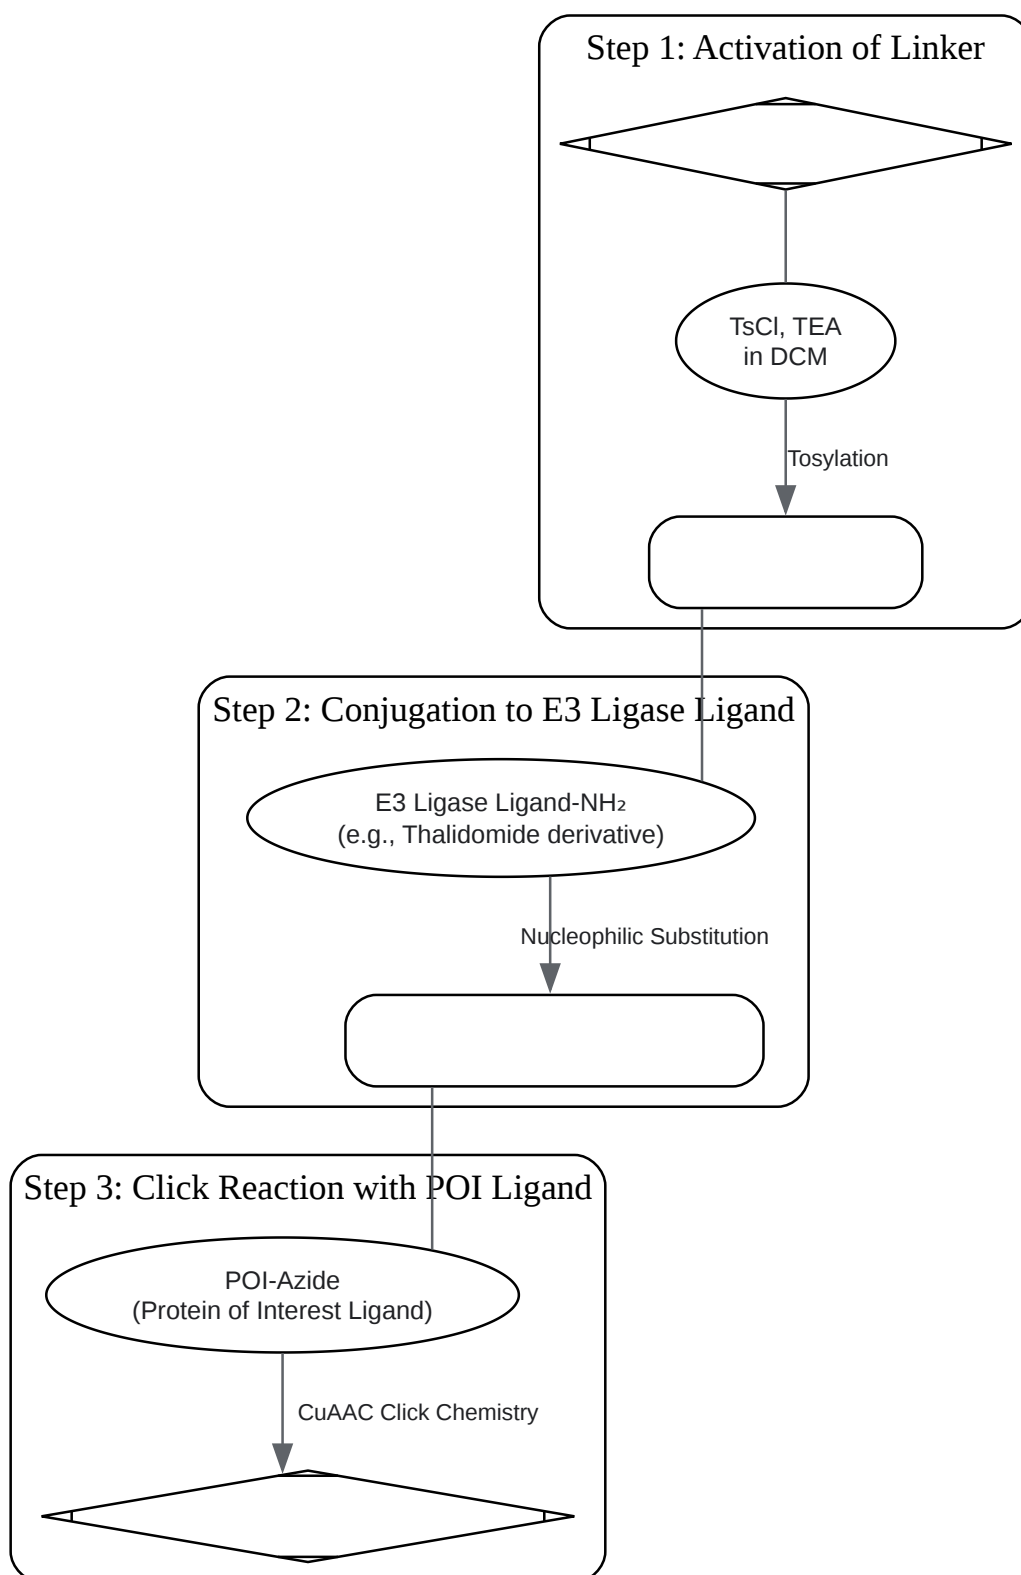 Step 1: Activation of Linker
TsCl, TEA
in DCM
Tosylation
Step 2: Conjugation to E3 Ligase Ligand
E3 Ligase Ligand-NH₂
(e.g., Thalidomide derivative)
Nucleophilic Substitution
Step 3: Click Reaction with POI Ligand
POI-Azide
(Protein of Interest Ligand)
CuAAC Click Chemistry